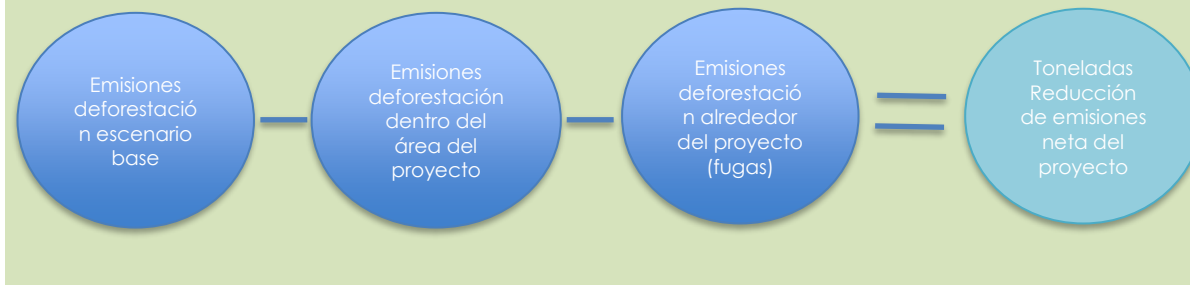 Emisiones
deforestació
n escenario
base
Emisiones
deforestación
dentro del
área del
proyecto
Emisiones
deforestació
n alrededor
del proyecto
(fugas)
Toneladas
Reducción
de emisiones
neta del
proyecto